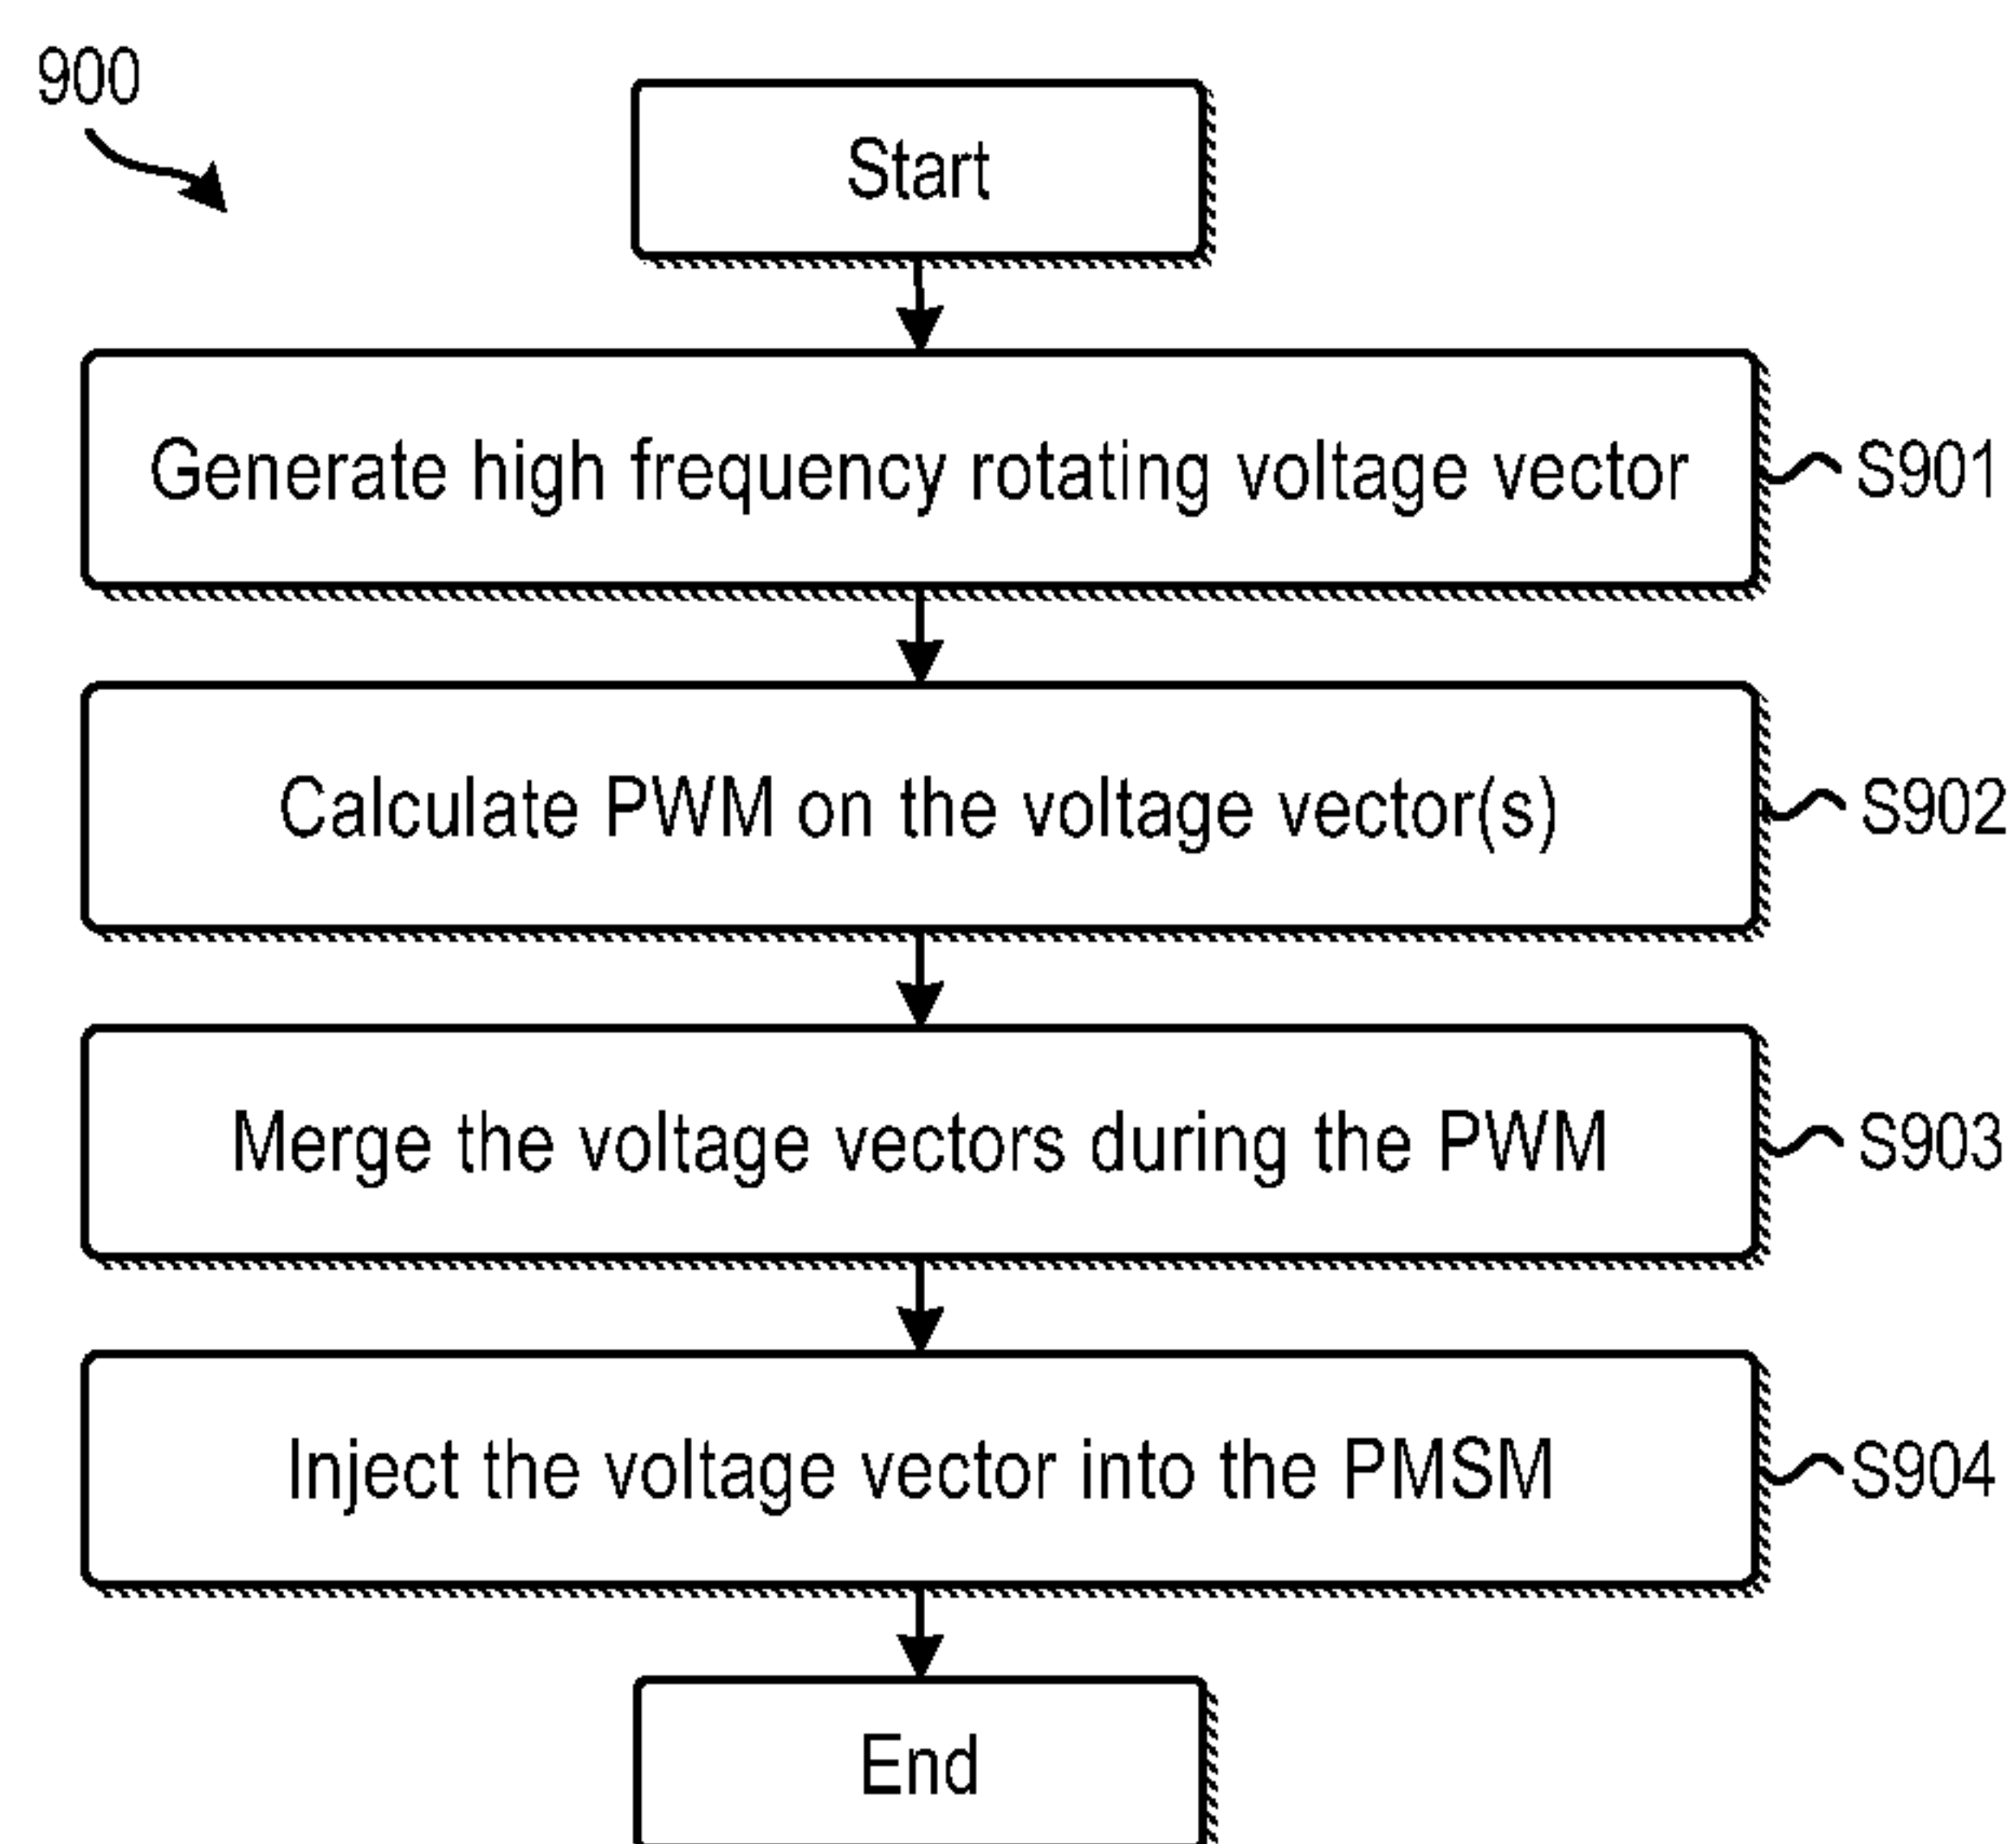 900
Start
Generate high frequency rotating voltage vector
S901
Calculate PWM on the voltage vector(s)
S902
Merge the voltage vectors during the PWM
S903
Inject the voltage vector into the PMSM
S904
End